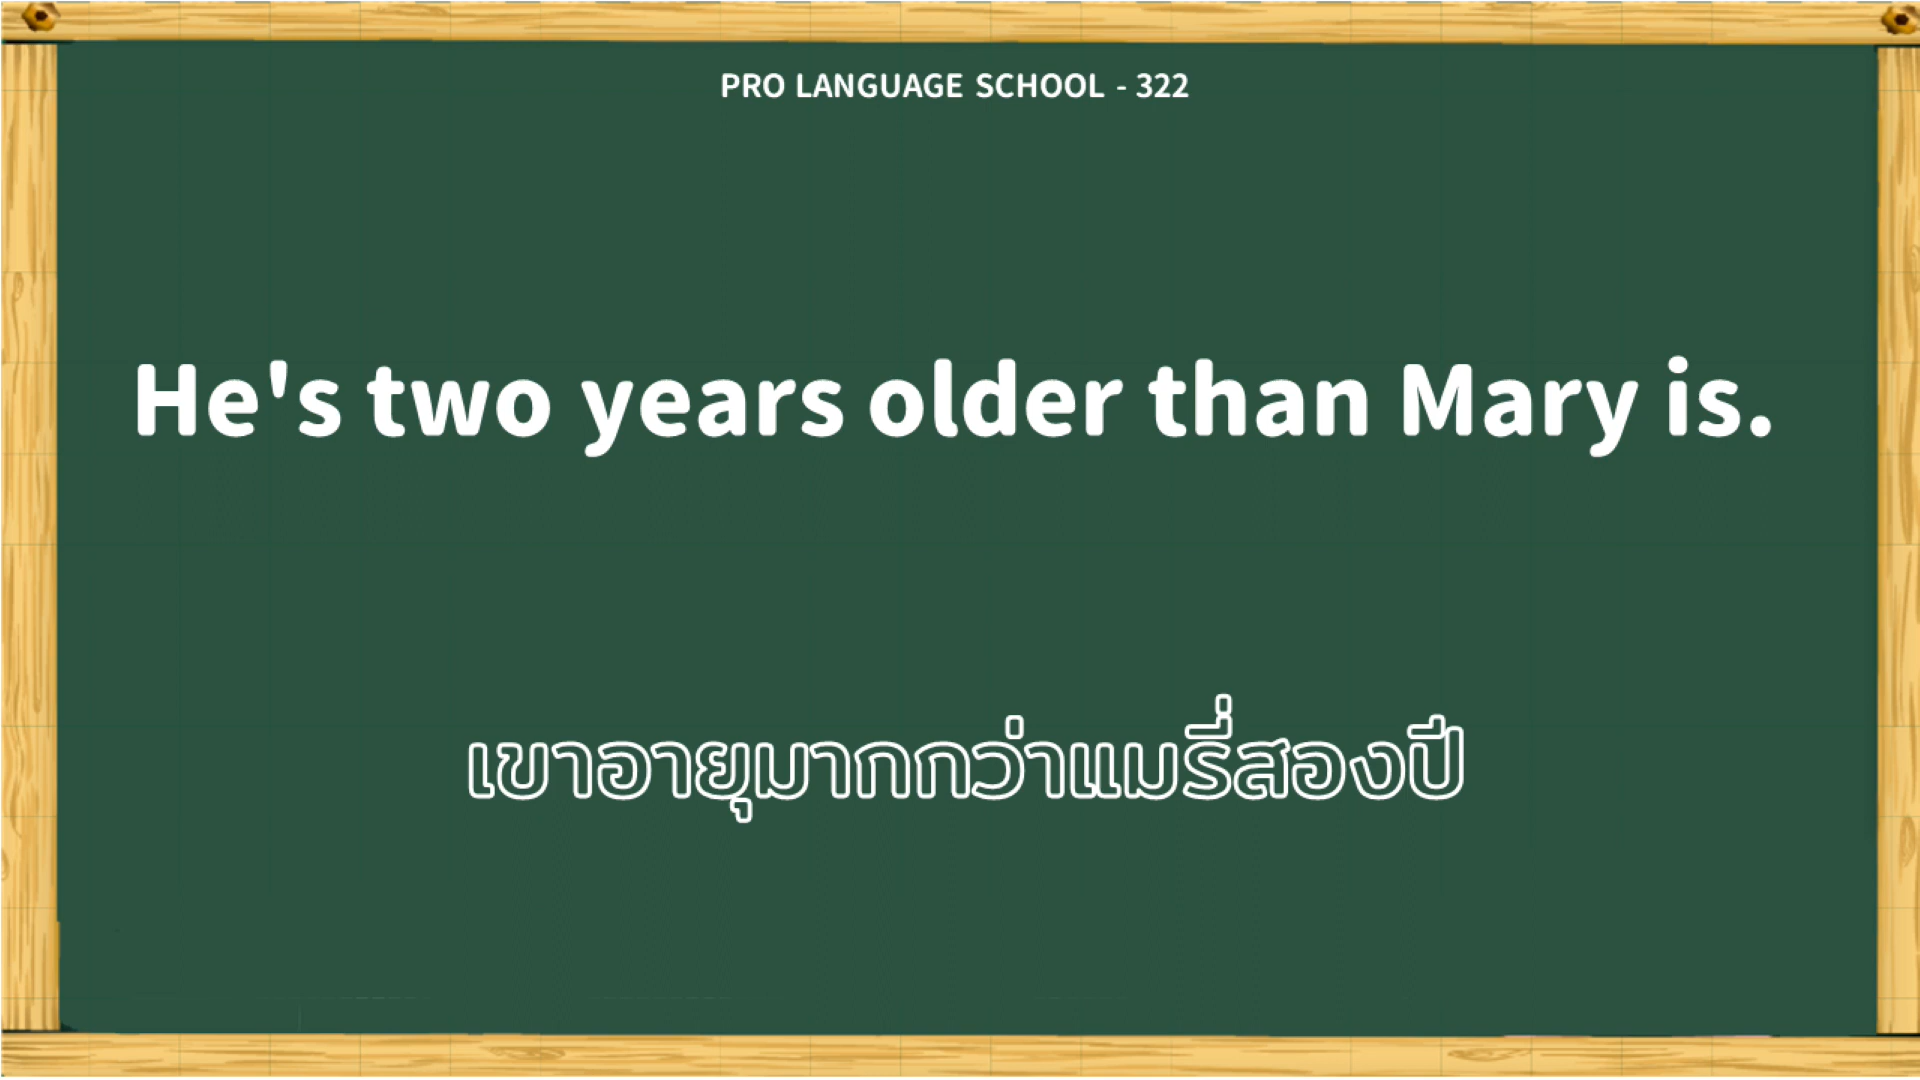 PRO LANGUAGE SCHOOL - 322
He's two years older than Mary is.
เขาอายุมากกว่าแมรี่สองปี